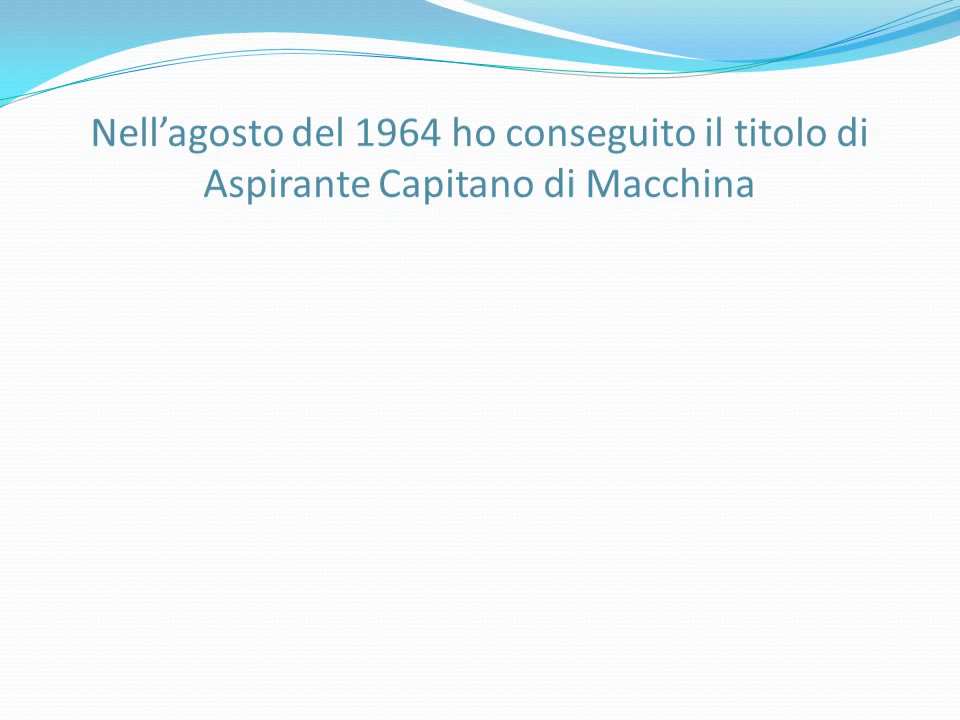 Nell’agosto del 1964 ho conseguito il titolo di
Aspirante Capitano di Macchina